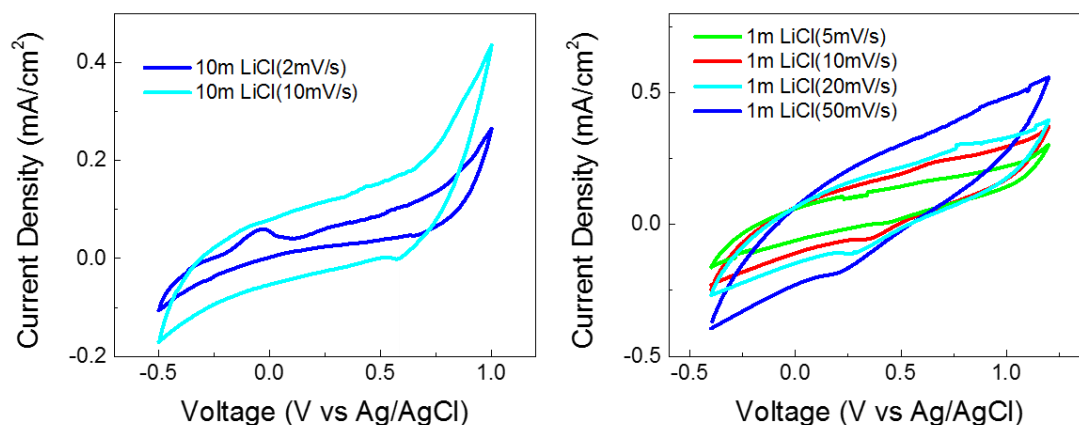 10m LiCl(2mV/s)
10m LiCl(10mV/s)
0.4
0.2
0.0
-0.2
-0.5
0.0
0.5
1.0
Current Density (mA/cm²)
Voltage (V vs Ag/AgCl)
1m LiCl(5mV/s)
1m LiCl(10mV/s)
1m LiCl(20mV/s)
1m LiCl(50mV/s)
0.5
0.0
-0.5
0.0
0.5
1.0
Current Density (mA/cm²)
Voltage (V vs Ag/AgCl)